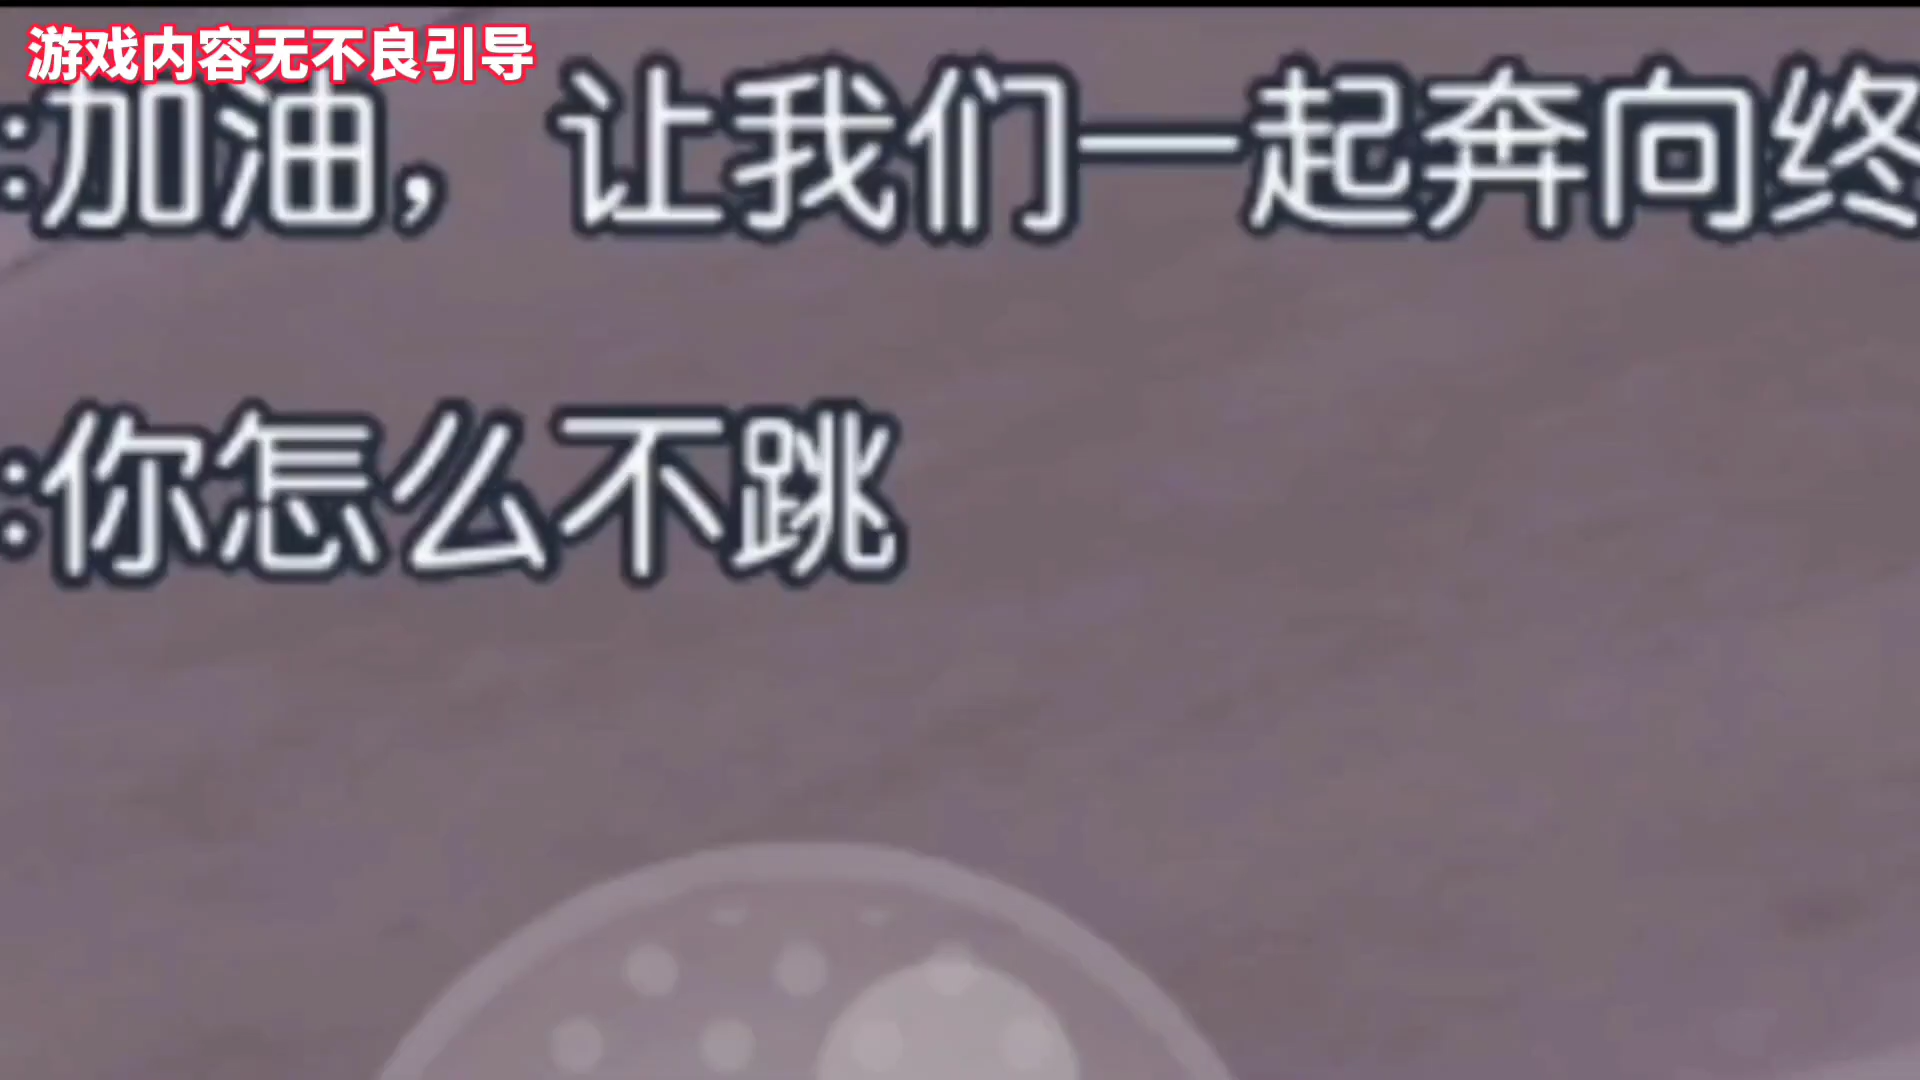 游戏内容无不良引导
:加油，让我们一起奔向终
:你怎么不跳